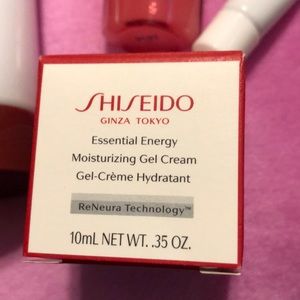 SHISEIDO
GINZA TOKYO
Essential Energy
Moisturizing Gel Cream
Gel-Crème Hydratant
ReNeura Technology™
10mL NET WT. .35 OZ.